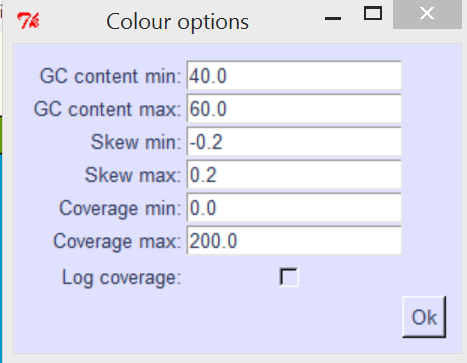 Colour options
GC content min: 40.0
GC content max: 60.0
Skew min: -0.2
Skew max: 0.2
Coverage min: 0.0
Coverage max: 200.0
Log coverage:
Ok